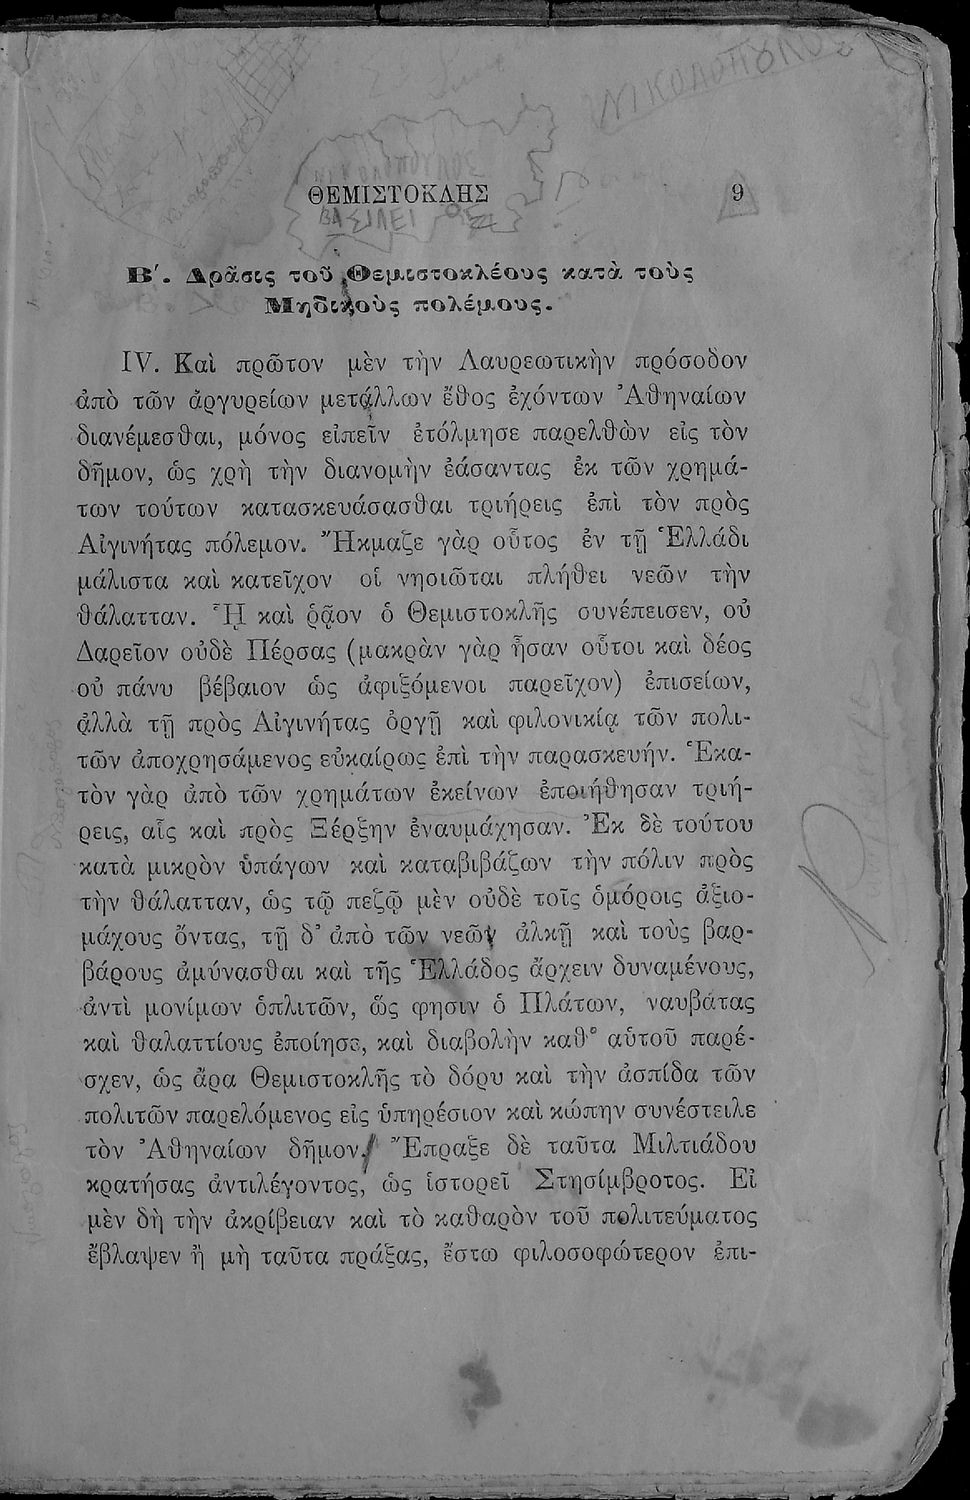 ΝΙΚΟΛΟΠΟΥΛΟΣ
ΘΕΜΙΣΤΟΚΛΗΣ 9
ΒΑΣΙΛΕΙΟΣ
Β΄. Δρᾶσις τοῦ Θεμιστοκλέους κατὰ τοὺς
Μηδικοὺς πολέμους.
IV. Καὶ πρῶτον μὲν τὴν Λαυρεωτικὴν πρόσοδον
ἀπὸ τῶν ἀργυρείων μετάλλων ἔθος ἐχόντων Ἀθηναίων
διανέμεσθαι, μόνος εἰπεῖν ἐτόλμησε παρελθὼν εἰς τὸν
δῆμον, ὡς χρὴ τὴν διανομὴν ἐάσαντας ἐκ τῶν χρημά-
των τούτων κατασκευάσασθαι τριήρεις ἐπὶ τὸν πρὸς
Αἰγινήτας πόλεμον. Ἤκμαζε γὰρ οὗτος ἐν τῇ Ἑλλάδι
μάλιστα καὶ κατεῖχον οἱ νησιῶται πλήθει νεῶν τὴν
θάλατταν. ᾟ καὶ ῥᾷον ὁ Θεμιστοκλῆς συνέπεισεν, οὐ
Δαρεῖον οὐδὲ Πέρσας (μακρὰν γὰρ ἦσαν οὗτοι καὶ δέος
οὐ πάνυ βέβαιον ὡς ἀφιξόμενοι παρεῖχον) ἐπισείων,
ἀλλὰ τῇ πρὸς Αἰγινήτας ὀργῇ καὶ φιλονικίᾳ τῶν πολι-
τῶν ἀποχρησάμενος εὐκαίρως ἐπὶ τὴν παρασκευήν. Ἑκα-
τὸν γὰρ ἀπὸ τῶν χρημάτων ἐκείνων ἐποιήθησαν τριή-
ρεις, αἷς καὶ πρὸς Ξέρξην ἐναυμάχησαν. Ἐκ δὲ τούτου
κατὰ μικρὸν ὑπάγων καὶ καταβιβάζων τὴν πόλιν πρὸς
τὴν θάλατταν, ὡς τῷ πεζῷ μὲν οὐδὲ τοῖς ὁμόροις ἀξιο-
μάχους ὄντας, τῇ δ' ἀπὸ τῶν νεῶν ἀλκῇ καὶ τοὺς βαρ-
βάρους ἀμύνασθαι καὶ τῆς Ἑλλάδος ἄρχειν δυναμένους,
ἀντὶ μονίμων ὁπλιτῶν, ὥς φησιν ὁ Πλάτων, ναυβάτας
καὶ θαλαττίους ἐποίησε, καὶ διαβολὴν καθ' αὑτοῦ παρέ-
σχεν, ὡς ἄρα Θεμιστοκλῆς τὸ δόρυ καὶ τὴν ἀσπίδα τῶν
πολιτῶν παρελόμενος εἰς ὑπηρέσιον καὶ κώπην συνέστειλε
τὸν Ἀθηναίων δῆμον. Ἔπραξε δὲ ταῦτα Μιλτιάδου
κρατήσας ἀντιλέγοντος, ὡς ἱστορεῖ Στησίμβροτος. Εἰ
μὲν δὴ τὴν ἀκρίβειαν καὶ τὸ καθαρὸν τοῦ πολιτεύματος
ἔβλαψεν ἢ μὴ ταῦτα πράξας, ἔστω φιλοσοφώτερον ἐπι-